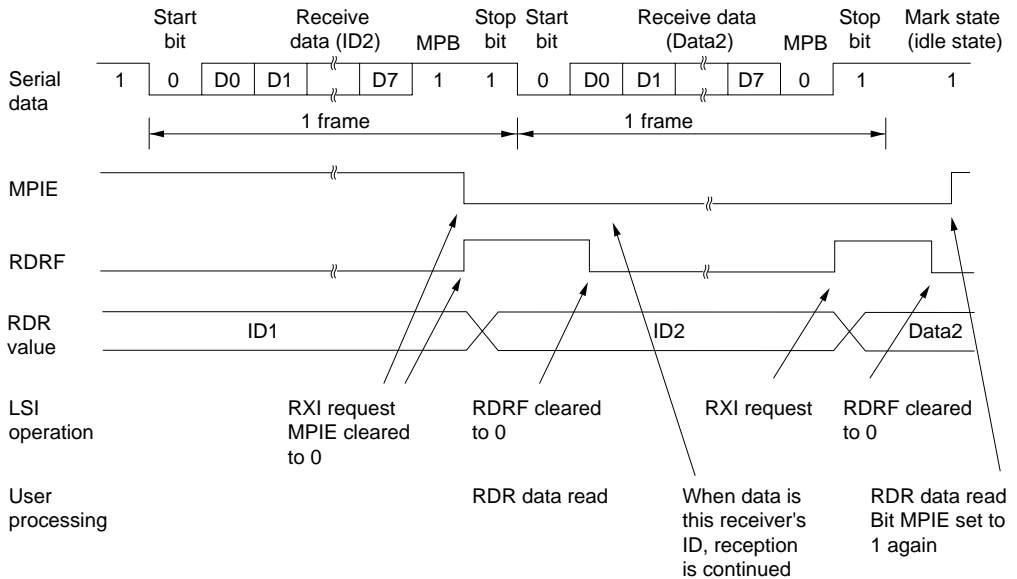 Start bit
Receive data (ID2)
MPB
Stop bit
Start bit
Receive data (Data2)
MPB
Stop bit
Mark state (idle state)
Serial data
1 0 D0 D1 D7 1 1 0 D0 D1 D7 0 1 1
1 frame
1 frame
MPIE
RDRF
RDR value
ID1
ID2
Data2
LSI operation
RXI request
MPIE cleared
to 0
RDRF cleared
to 0
RXI request
RDRF cleared
to 0
User processing
RDR data read
When data is
this receiver's
ID, reception
is continued
RDR data read
Bit MPIE set to
1 again